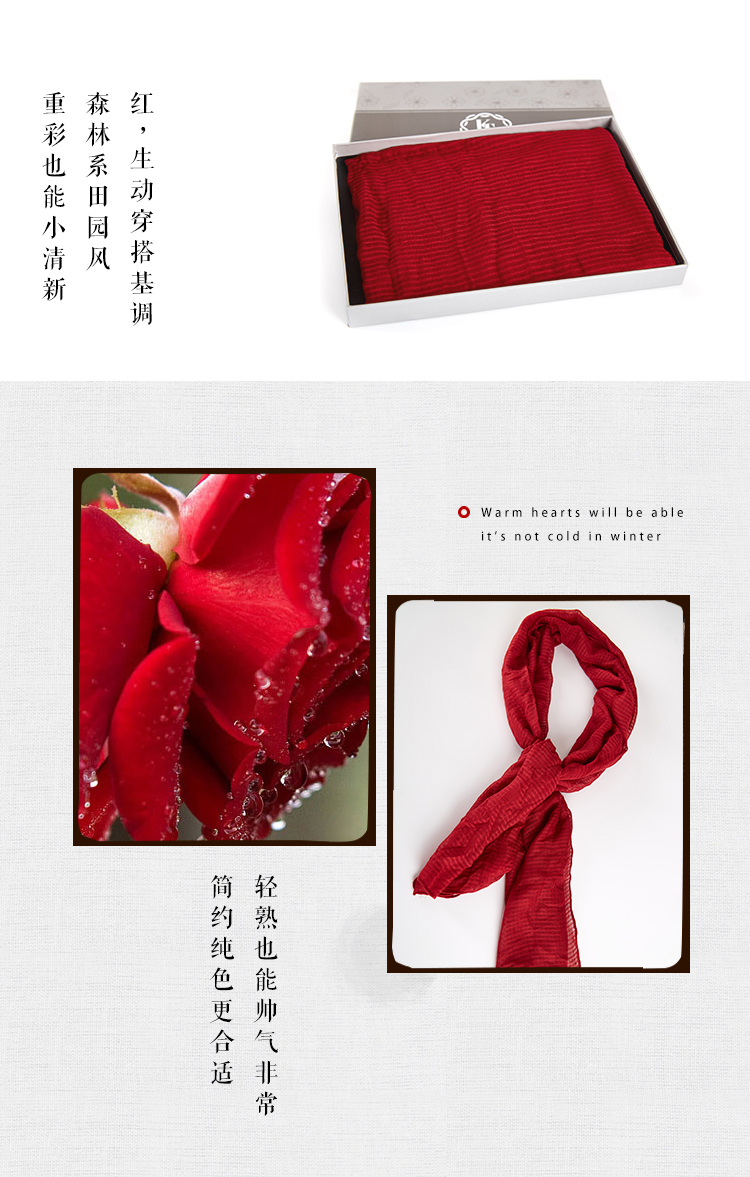 红，生动穿搭基调
森林系田园风
重彩也能小清新
Warm hearts will be able
it's not cold in winter
轻熟也能帅气非常
简约纯色更合适